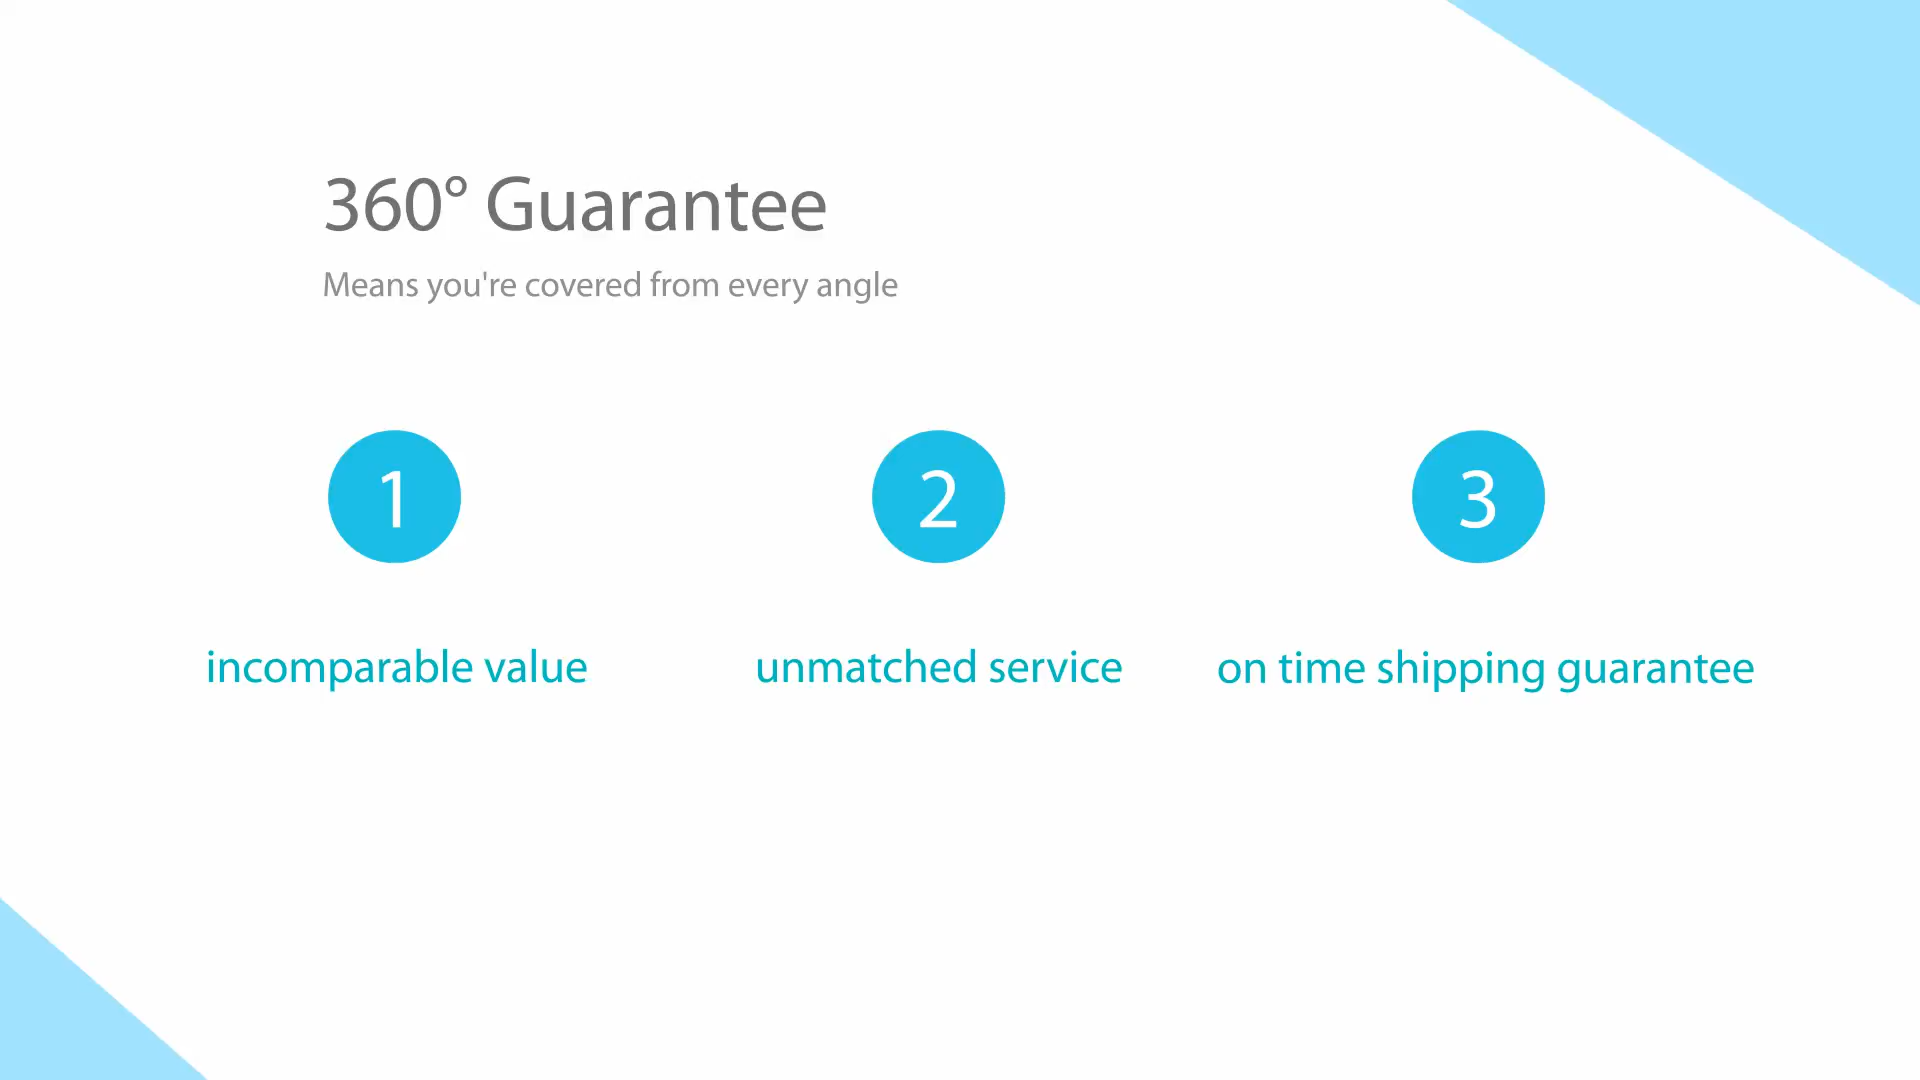 360° Guarantee
Means you're covered from every angle
1
2
3
incomparable value
unmatched service
on time shipping guarantee